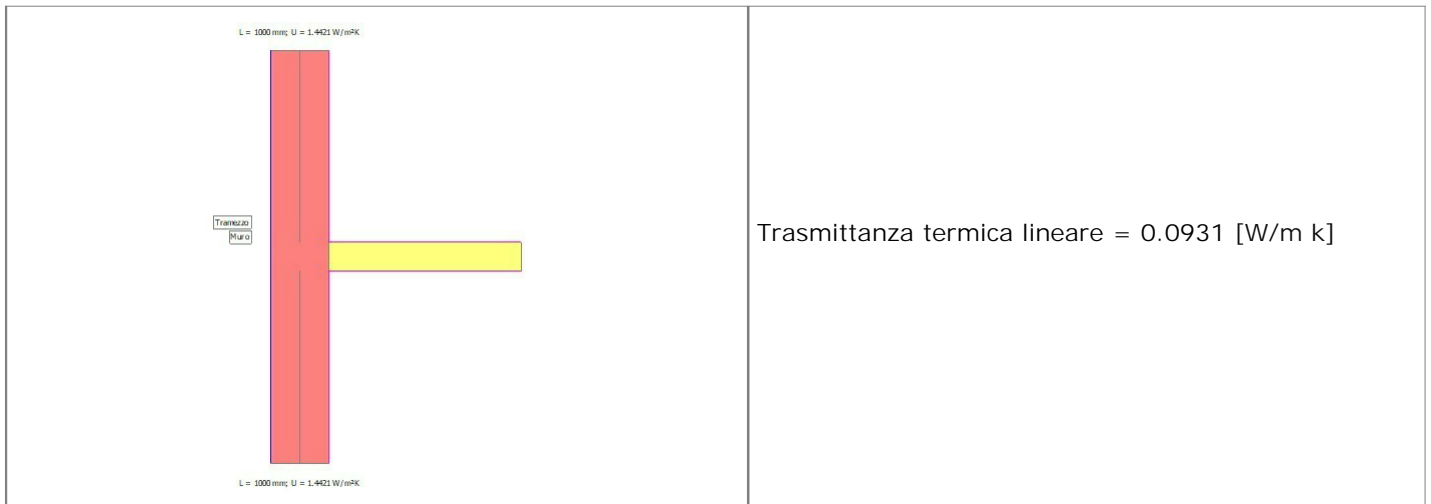 L = 1000 mm; U = 1.4421 W/m²K
Tramezzo
Muro
Trasmittanza termica lineare = 0.0931 [W/m k]
L = 1000 mm; U = 1.4421 W/m²K